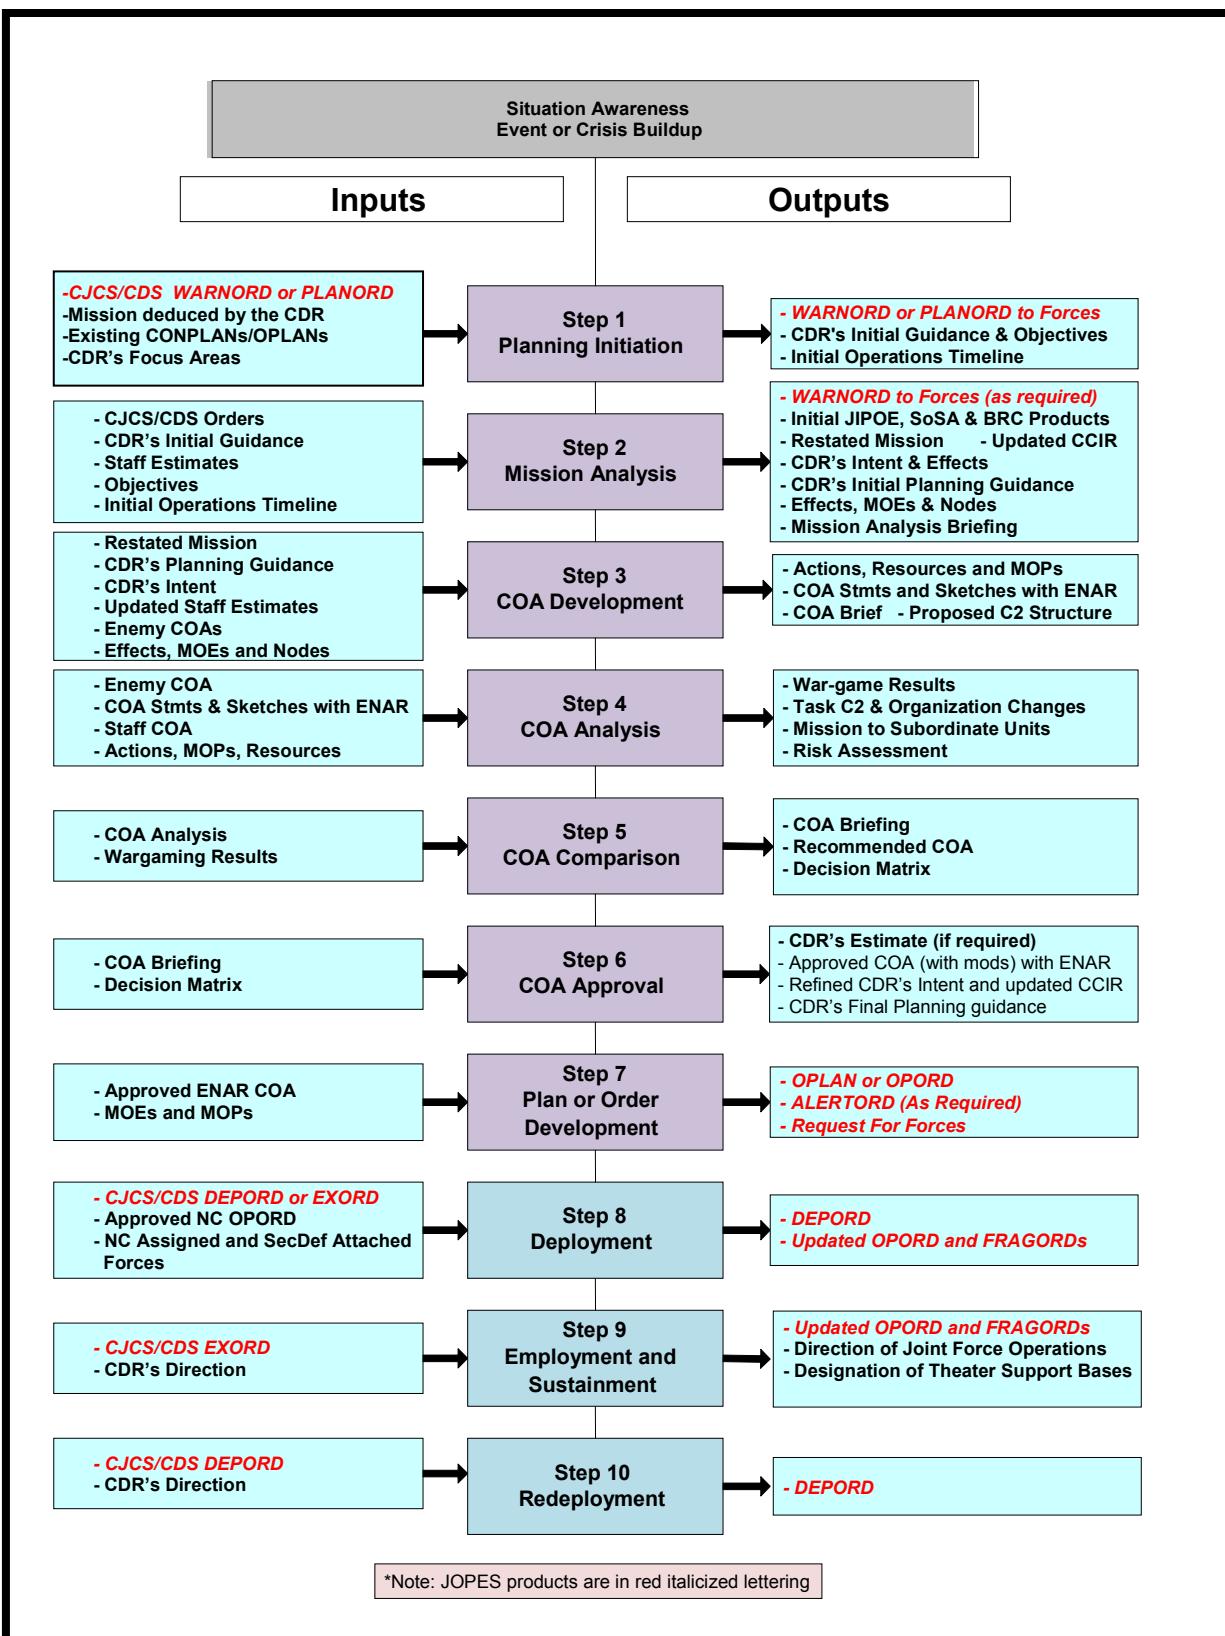 Situation Awareness
Event or Crisis Buildup
Inputs
Outputs
-CJCS/CDS  WARNORD or PLANORD
-Mission deduced by the CDR
-Existing CONPLANs/OPLANs
-CDR's Focus Areas
Step 1
Planning Initiation
- WARNORD or PLANORD to Forces
- CDR's Initial Guidance & Objectives
- Initial Operations Timeline
- CJCS/CDS Orders
- CDR's Initial Guidance
- Staff Estimates
- Objectives
- Initial Operations Timeline
Step 2
Mission Analysis
- WARNORD to Forces (as required)
- Initial JIPOE, SoSA & BRC Products
- Restated Mission     - Updated CCIR
- CDR's Intent & Effects
- CDR's Initial Planning Guidance
- Effects, MOEs & Nodes
- Mission Analysis Briefing
- Restated Mission
- CDR's Planning Guidance
- CDR's Intent
- Updated Staff Estimates
- Enemy COAs
- Effects, MOEs and Nodes
Step 3
COA Development
- Actions, Resources and MOPs
- COA Stmts and Sketches with ENAR
- COA Brief   - Proposed C2 Structure
- Enemy COA
- COA Stmts & Sketches with ENAR
- Staff COA
- Actions, MOPs, Resources
Step 4
COA Analysis
- War-game Results
- Task C2 & Organization Changes
- Mission to Subordinate Units
- Risk Assessment
- COA Analysis
- Wargaming Results
Step 5
COA Comparison
- COA Briefing
- Recommended COA
- Decision Matrix
- COA Briefing
- Decision Matrix
Step 6
COA Approval
- CDR's Estimate (if required)
- Approved COA (with mods) with ENAR
- Refined CDR's Intent and updated CCIR
- CDR's Final Planning guidance
- Approved ENAR COA
- MOEs and MOPs
Step 7
Plan or Order
Development
- OPLAN or OPORD
- ALERTORD (As Required)
- Request For Forces
- CJCS/CDS DEPORD or EXORD
- Approved NC OPORD
- NC Assigned and SecDef Attached
Forces
Step 8
Deployment
- DEPORD
- Updated OPORD and FRAGORDs
- CJCS/CDS EXORD
- CDR's Direction
Step 9
Employment and
Sustainment
- Updated OPORD and FRAGORDs
- Direction of Joint Force Operations
- Designation of Theater Support Bases
- CJCS/CDS DEPORD
- CDR's Direction
Step 10
Redeployment
- DEPORD
*Note: JOPES products are in red italicized lettering